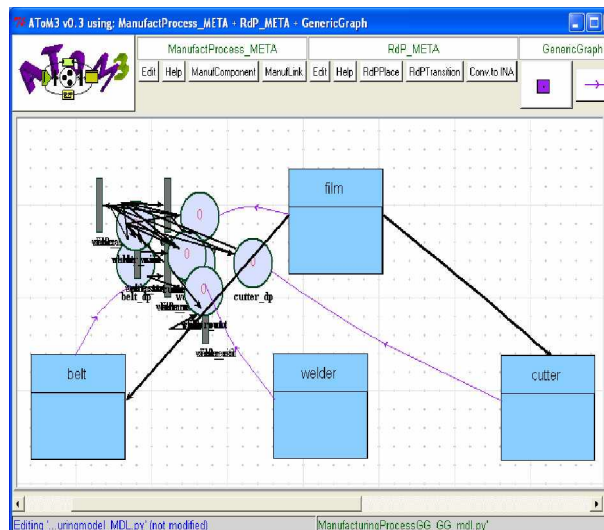 AToM3 v0.3 using: ManufactProcess_META + RdP_META + GenericGraph
ManufactProcess_META RdP_META GenericGraph
Edit Help ManufComponent ManufLink Edit Help RdPPlace RdPTransition Conv.to INA
film
0
0
0
0
belt_dp
cutter_dp
belt
welder
cutter
Editing '...uringmodel_MDL.py' (not modified) ManufacturingProcessGG_GG_mdl.py'